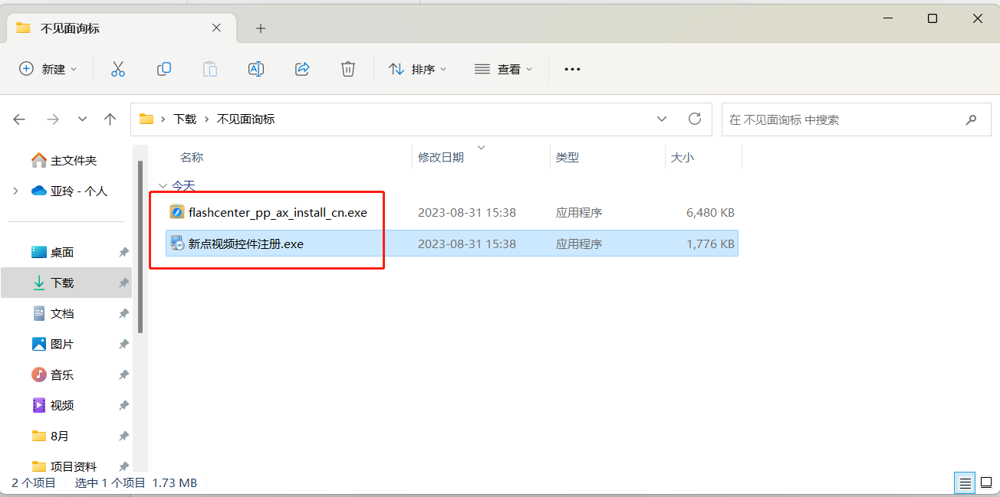 不见面询标
新建 排序 查看
下载 不见面询标 在 不见面询标 中搜索
名称 修改日期 类型 大小
今天
flashcenter_pp_ax_install_cn.exe 2023-08-31 15:38 应用程序 6,480 KB
新点视频控件注册.exe 2023-08-31 15:38 应用程序 1,776 KB
主文件夹
亚玲 - 个人
桌面
下载
文档
图片
音乐
视频
8月
项目资料
2 个项目 选中 1 个项目 1.73 MB